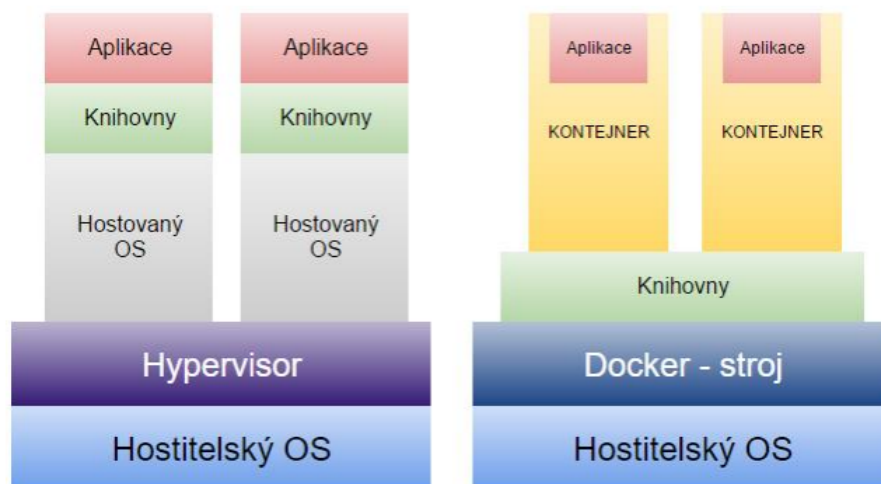 Aplikace
Aplikace
Knihovny
Knihovny
Hostovaný
OS
Hostovaný
OS
Hypervisor
Hostitelský OS
Aplikace
Aplikace
KONTEJNER
KONTEJNER
Knihovny
Docker - stroj
Hostitelský OS